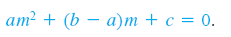 am² + (b − a)m + c = 0.